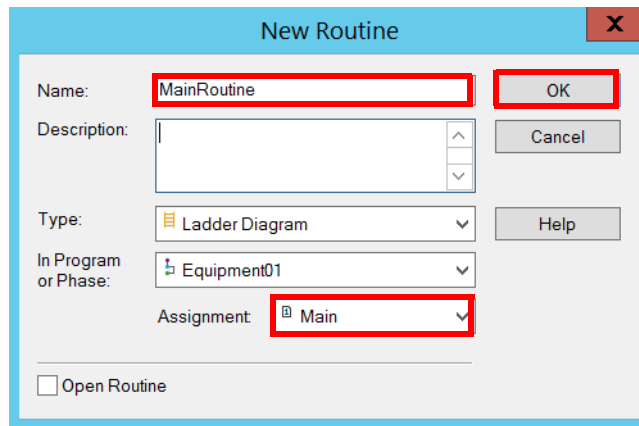 New Routine
X
Name:
MainRoutine
OK
Description:
Cancel
Type:
Ladder Diagram
Help
In Program
or Phase:
Equipment01
Assignment:
Main
Open Routine